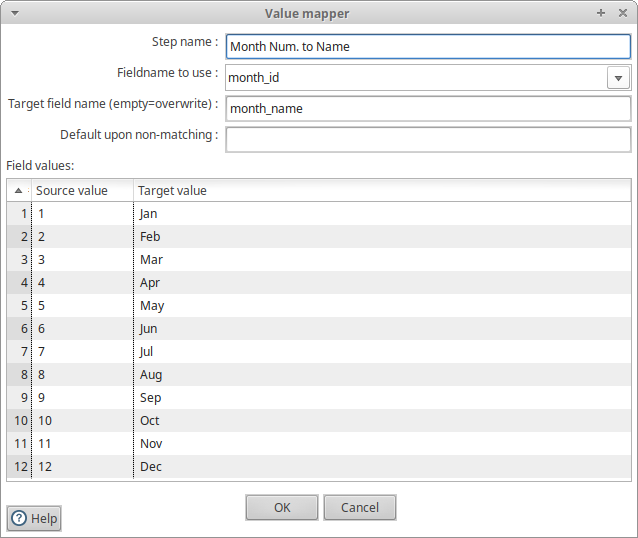 Value mapper
Step name : Month Num. to Name
Fieldname to use : month_id
Target field name (empty=overwrite) : month_name
Default upon non-matching :
Field values:
Source value Target value
1 1 Jan
2 2 Feb
3 3 Mar
4 4 Apr
5 5 May
6 6 Jun
7 7 Jul
8 8 Aug
9 9 Sep
10 10 Oct
11 11 Nov
12 12 Dec
OK Cancel
Help